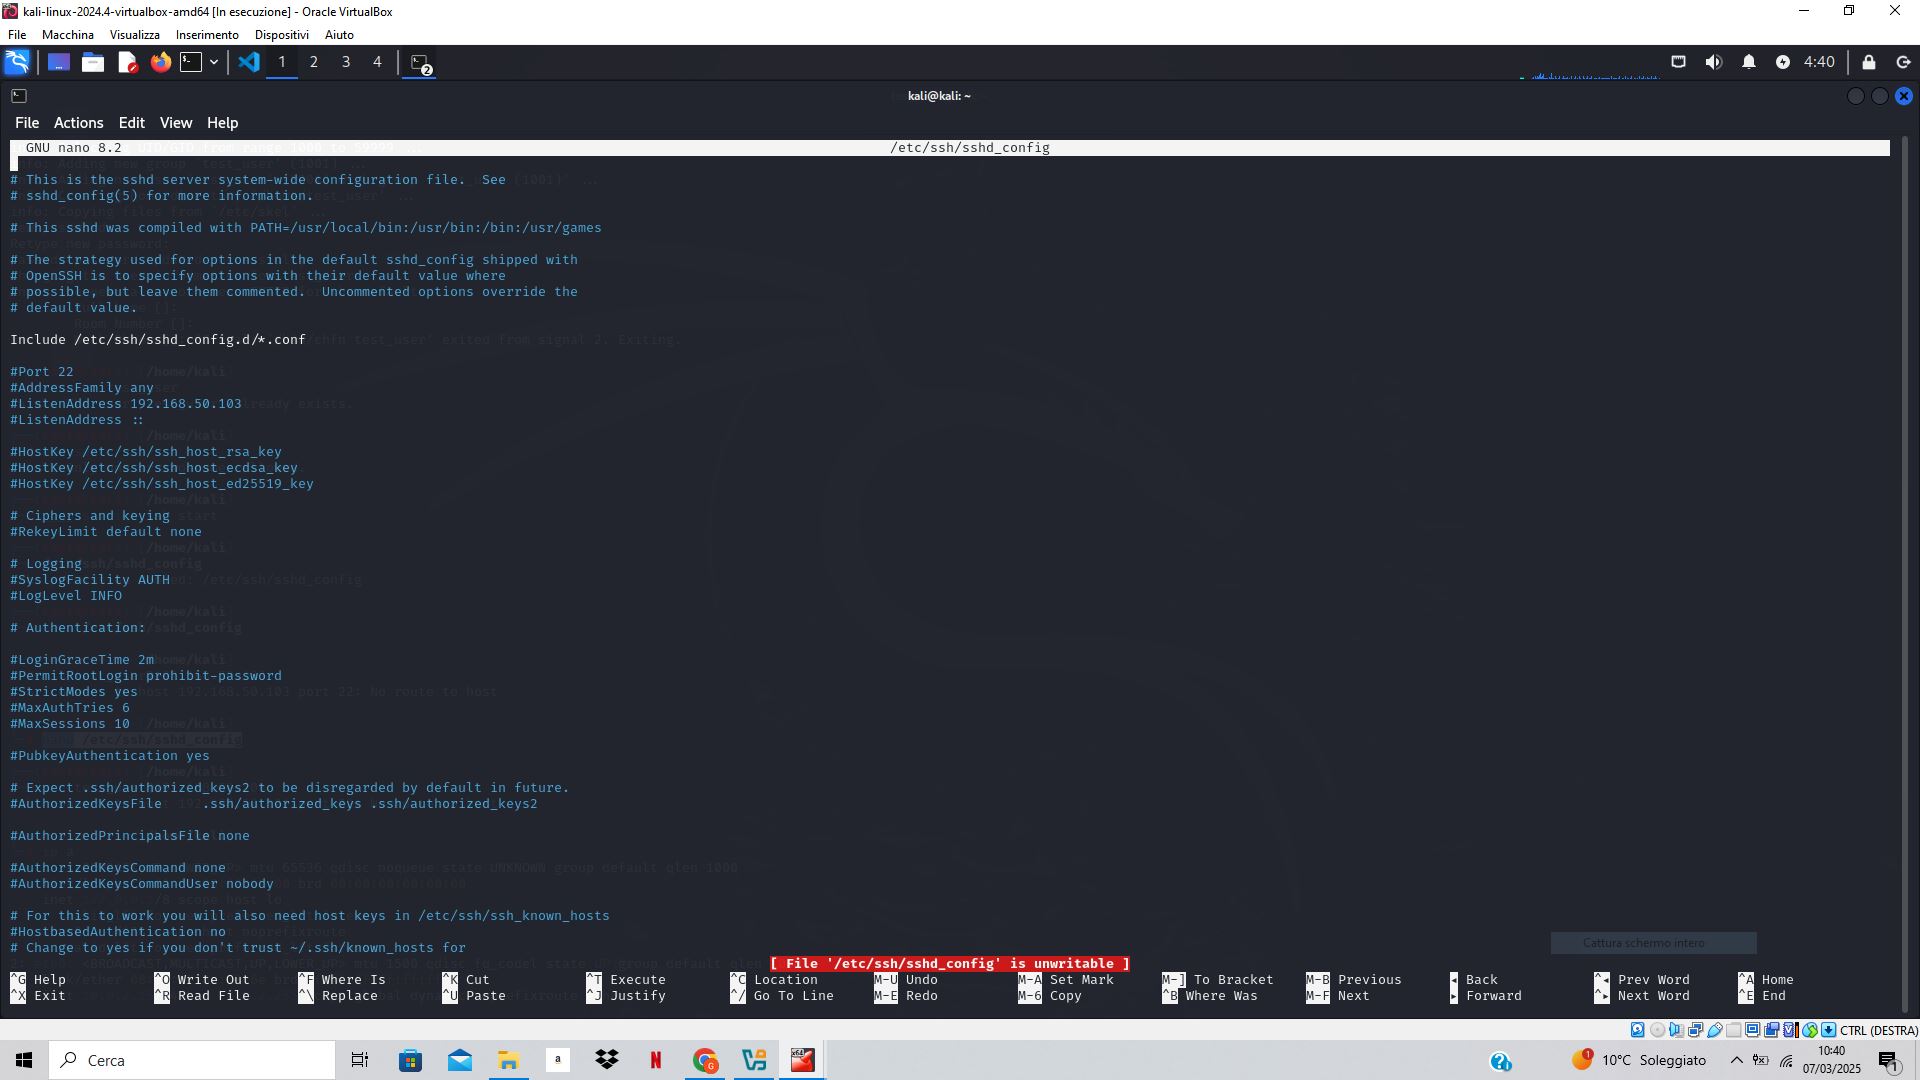 kali-linux-2024.4-virtualbox-amd64 [In esecuzione] - Oracle VirtualBox
File Macchina Visualizza Inserimento Dispositivi Aiuto
1 2 3 4 2 4:40
kali@kali: ~
File Actions Edit View Help
GNU nano 8.2 /etc/ssh/sshd_config
# This is the sshd server system-wide configuration file.  See
# sshd_config(5) for more information.
# This sshd was compiled with PATH=/usr/local/bin:/usr/bin:/bin:/usr/games
# The strategy used for options in the default sshd_config shipped with
# OpenSSH is to specify options with their default value where
# possible, but leave them commented.  Uncommented options override the
# default value.
Include /etc/ssh/sshd_config.d/*.conf
#Port 22
#AddressFamily any
#ListenAddress 192.168.50.103
#ListenAddress ::
#HostKey /etc/ssh/ssh_host_rsa_key
#HostKey /etc/ssh/ssh_host_ecdsa_key
#HostKey /etc/ssh/ssh_host_ed25519_key
# Ciphers and keying
#RekeyLimit default none
# Logging
#SyslogFacility AUTH
#LogLevel INFO
# Authentication:
#LoginGraceTime 2m
#PermitRootLogin prohibit-password
#StrictModes yes
#MaxAuthTries 6
#MaxSessions 10
#PubkeyAuthentication yes
# Expect .ssh/authorized_keys2 to be disregarded by default in future.
#AuthorizedKeysFile .ssh/authorized_keys .ssh/authorized_keys2
#AuthorizedPrincipalsFile none
#AuthorizedKeysCommand none
#AuthorizedKeysCommandUser nobody
# For this to work you will also need host keys in /etc/ssh/ssh_known_hosts
#HostbasedAuthentication no
# Change to yes if you don't trust ~/.ssh/known_hosts for
Cattura schermo intero
[ File '/etc/ssh/sshd_config' is unwritable ]
^G Help ^O Write Out ^F Where Is ^K Cut ^T Execute ^C Location M-U Undo M-A Set Mark M-] To Bracket M-B Previous ◂ Back ^◂ Prev Word ^A Home
^X Exit ^R Read File ^\ Replace ^U Paste ^J Justify ^/ Go To Line M-E Redo M-6 Copy ^B Where Was M-F Next ▸ Forward ^▸ Next Word ^E End
CTRL (DESTRA)
Cerca
10°C Soleggiato
10:40
07/03/2025